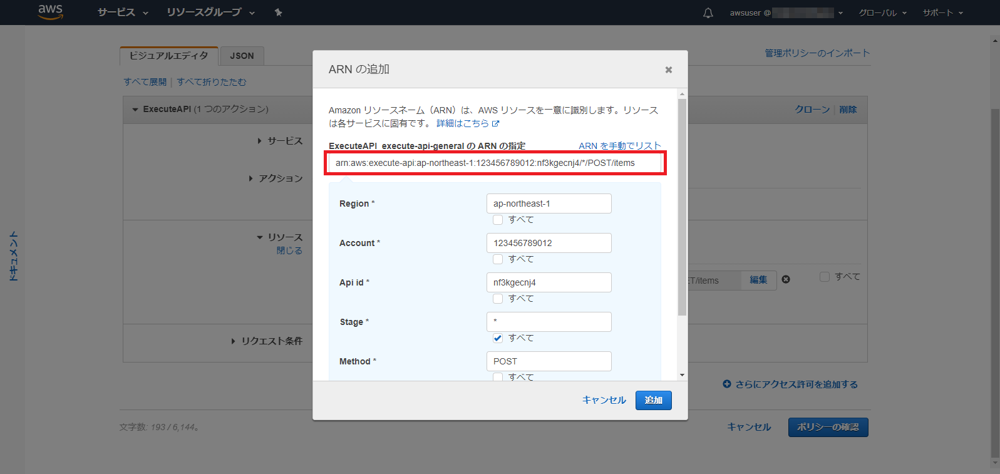 aws サービス リソースグループ awsuser @ グローバル サポート
ビジュアルエディタ JSON 管理ポリシーのインポート
すべて展開 | すべて折りたたむ
ExecuteAPI (1 つのアクション) クローン | 削除
サービス
アクション
リソース
閉じる
ET/items 編集 すべて
リクエスト条件
さらにアクセス許可を追加する
文字数: 193 / 6,144。 キャンセル ポリシーの確認
ドキュメント
ARN の追加
Amazon リソースネーム（ARN）は、AWS リソースを一意に識別します。リソース
は各サービスに固有です。 詳細はこちら
ExecuteAPI execute-api-general の ARN の指定 ARN を手動でリスト
arn:aws:execute-api:ap-northeast-1:123456789012:nf3kgecnj4/*/POST/items
Region * ap-northeast-1
すべて
Account * 123456789012
すべて
Api id * nf3kgecnj4
すべて
Stage * *
すべて
Method * POST
すべて
キャンセル 追加